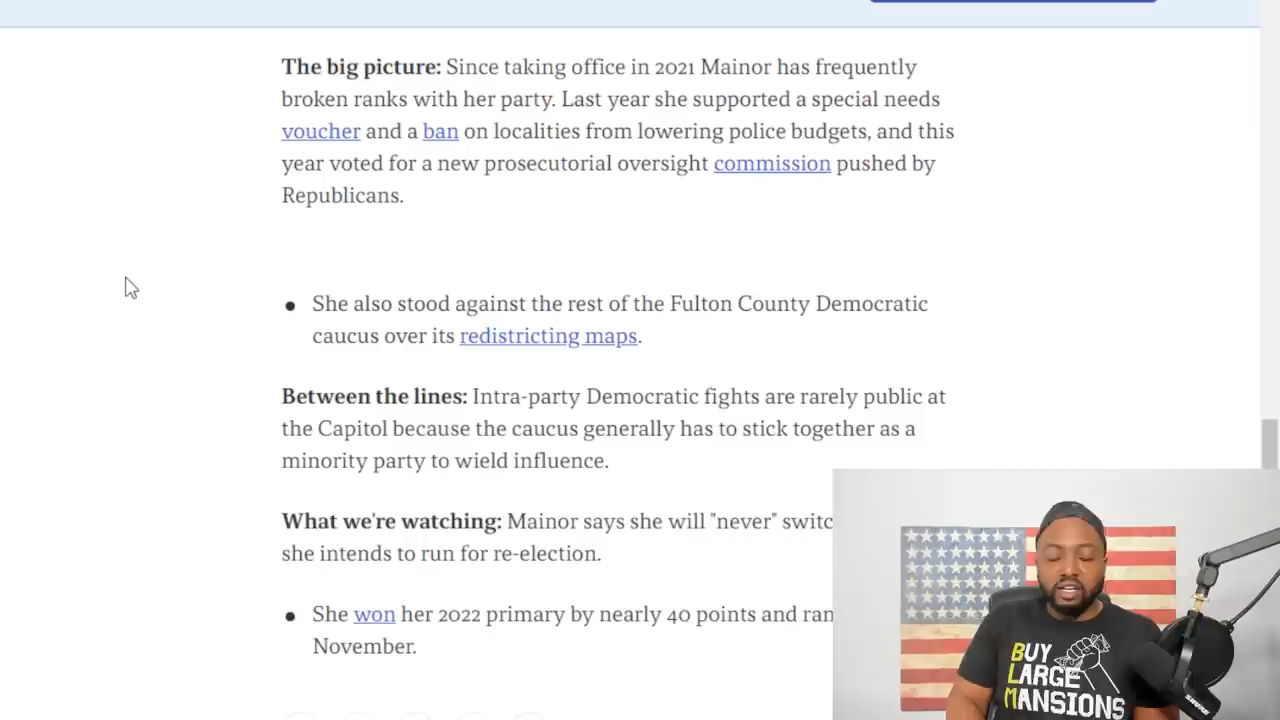 The big picture: Since taking office in 2021 Mainor has frequently
broken ranks with her party. Last year she supported a special needs
voucher and a ban on localities from lowering police budgets, and this
year voted for a new prosecutorial oversight commission pushed by
Republicans.
She also stood against the rest of the Fulton County Democratic
caucus over its redistricting maps.
Between the lines: Intra-party Democratic fights are rarely public at
the Capitol because the caucus generally has to stick together as a
minority party to wield influence.
What we're watching: Mainor says she will "never" switc
she intends to run for re-election.
She won her 2022 primary by nearly 40 points and ran
November.
BUY
LARGE
MANSIONS
SHURE